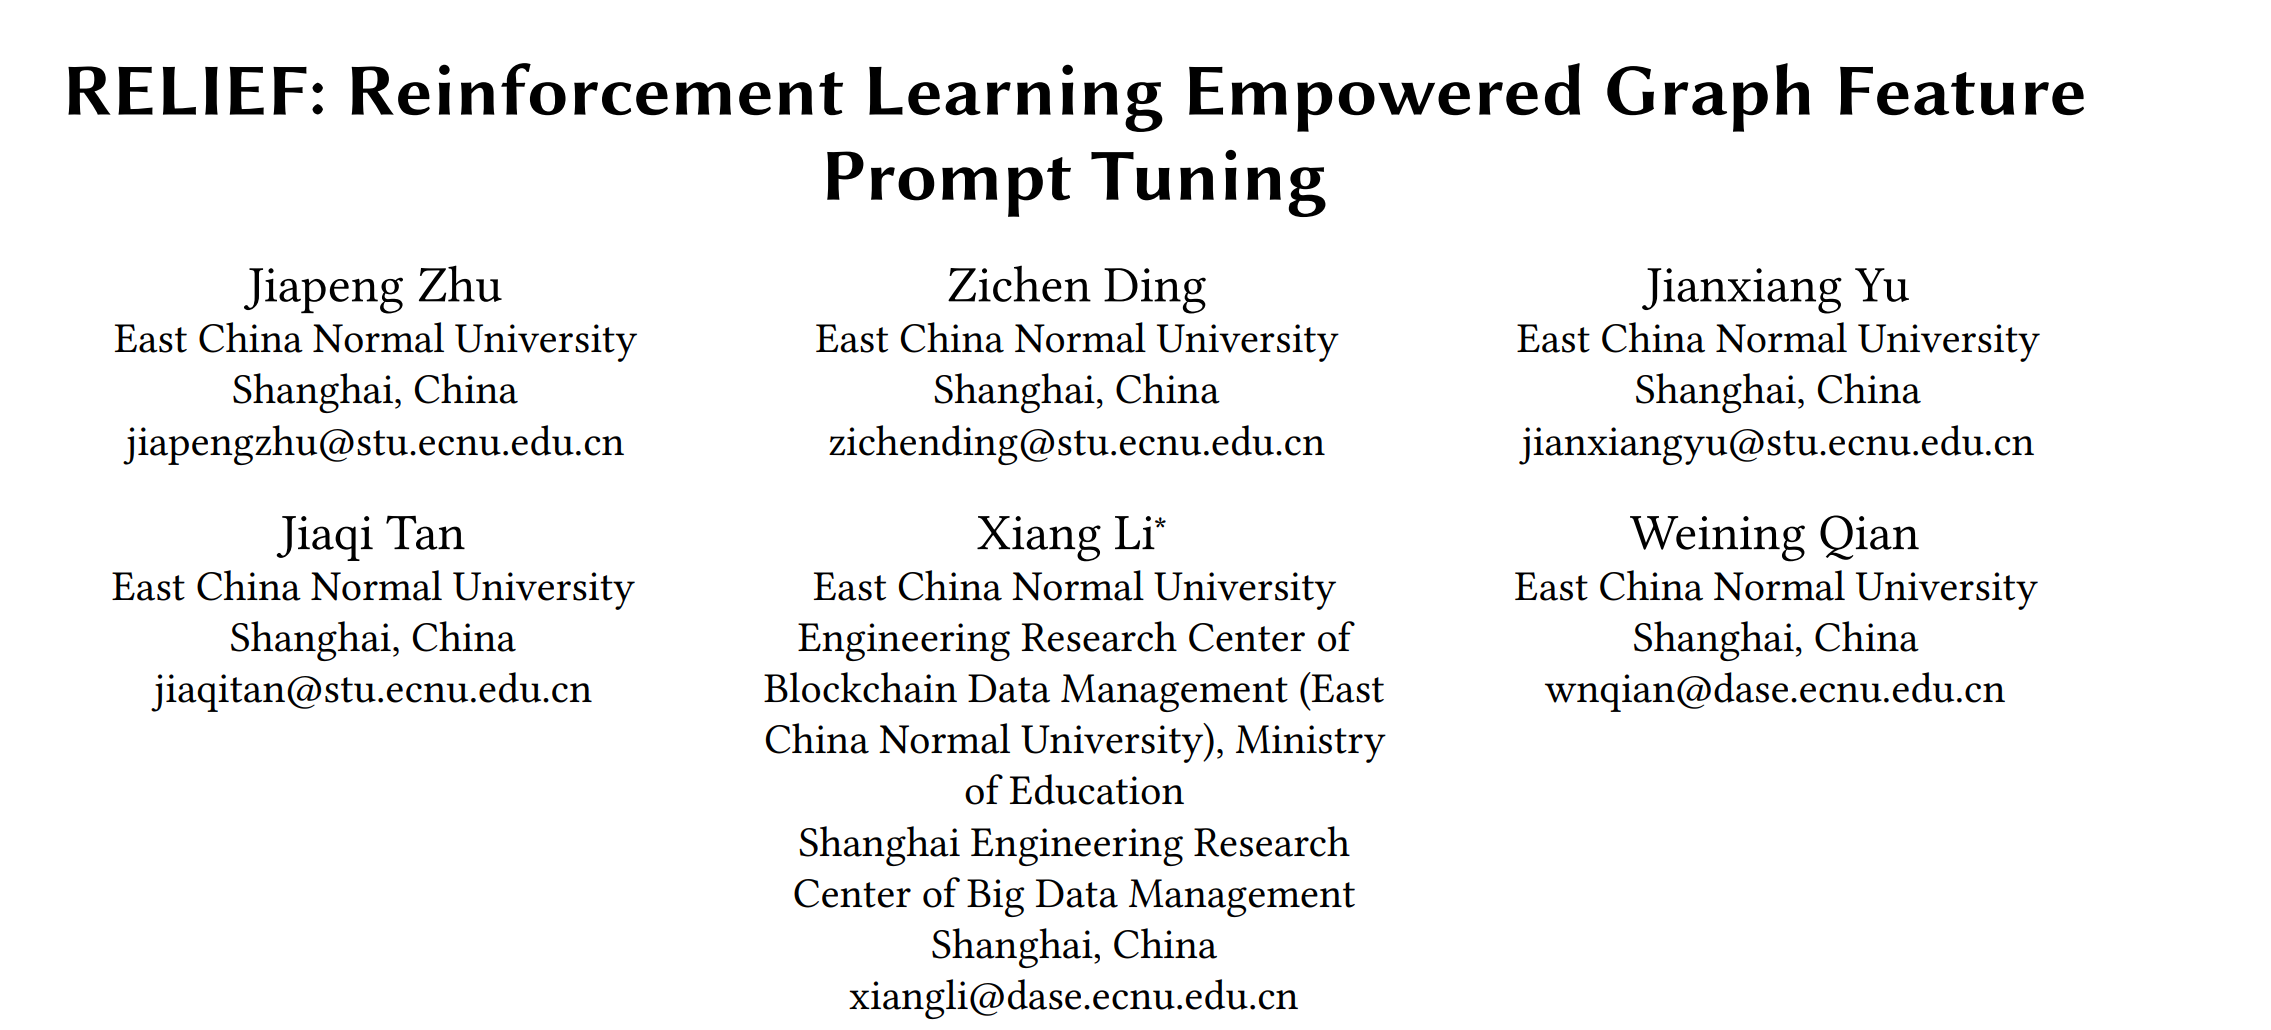 RELIEF: Reinforcement Learning Empowered Graph Feature
Prompt Tuning
Jiapeng Zhu
East China Normal University
Shanghai, China
jiapengzhu@stu.ecnu.edu.cn
Zichen Ding
East China Normal University
Shanghai, China
zichending@stu.ecnu.edu.cn
Jianxiang Yu
East China Normal University
Shanghai, China
jianxiangyu@stu.ecnu.edu.cn
Jiaqi Tan
East China Normal University
Shanghai, China
jiaqitan@stu.ecnu.edu.cn
Xiang Li*
East China Normal University
Engineering Research Center of
Blockchain Data Management (East
China Normal University), Ministry
of Education
Shanghai Engineering Research
Center of Big Data Management
Shanghai, China
xiangli@dase.ecnu.edu.cn
Weining Qian
East China Normal University
Shanghai, China
wnqian@dase.ecnu.edu.cn